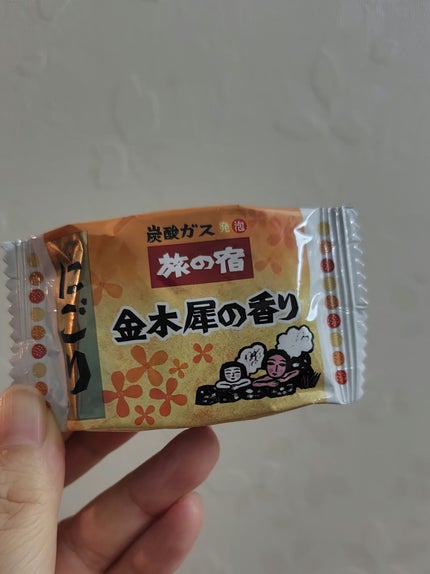 炭酸ガス発泡
旅の宿
金木犀の香り
にごり